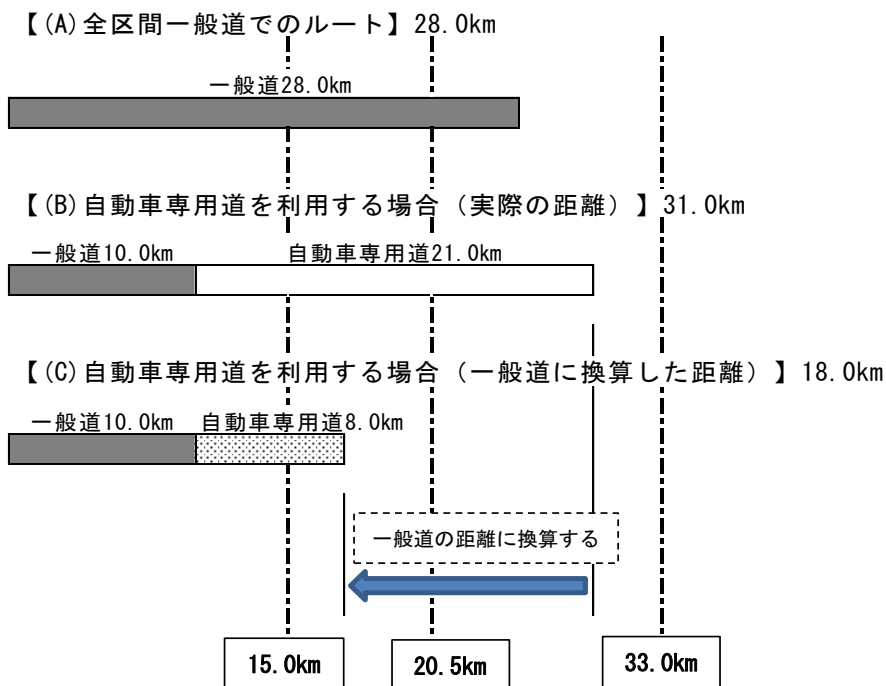 【(A)全区間一般道でのルート】28.0km
一般道28.0km
【(B)自動車専用道を利用する場合（実際の距離）】31.0km
一般道10.0km 自動車専用道21.0km
【(C)自動車専用道を利用する場合（一般道に換算した距離）】18.0km
一般道10.0km 自動車専用道8.0km
一般道の距離に換算する
15.0km 20.5km 33.0km